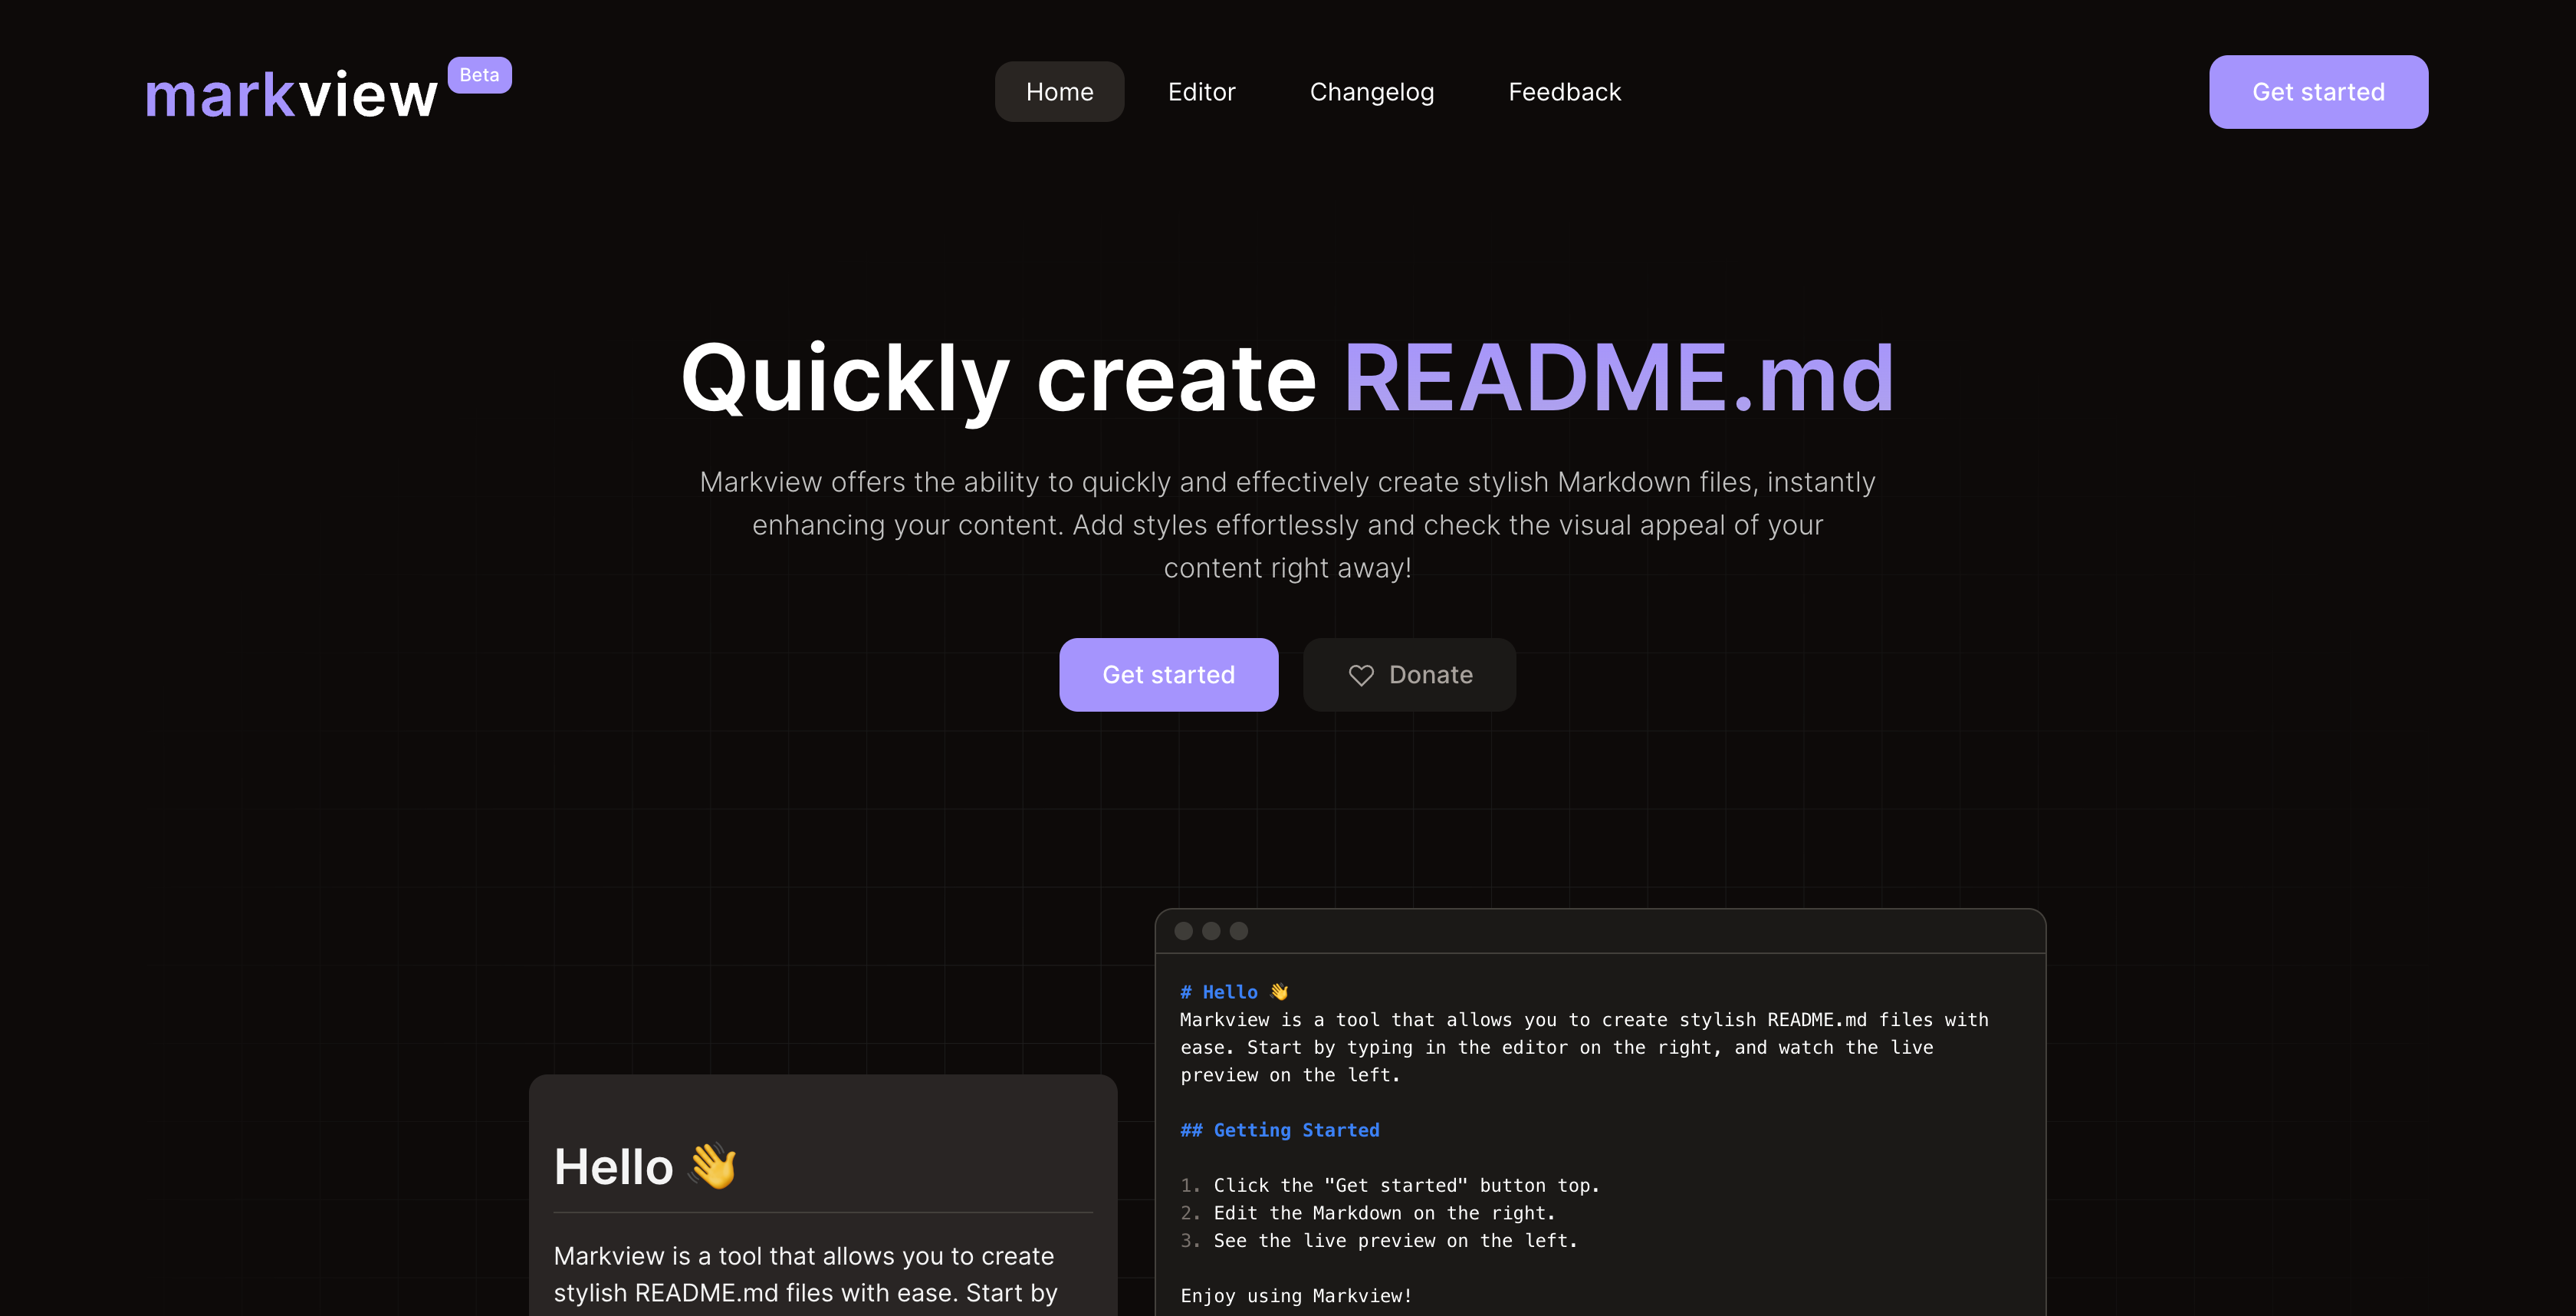 markview Beta
Home Editor Changelog Feedback
Get started
Quickly create README.md
Markview offers the ability to quickly and effectively create stylish Markdown files, instantly
enhancing your content. Add styles effortlessly and check the visual appeal of your
content right away!
Get started
Donate
Hello 👋
Markview is a tool that allows you to create
stylish README.md files with ease. Start by
# Hello 👋
Markview is a tool that allows you to create stylish README.md files with
ease. Start by typing in the editor on the right, and watch the live
preview on the left.
## Getting Started
1. Click the "Get started" button top.
2. Edit the Markdown on the right.
3. See the live preview on the left.
Enjoy using Markview!